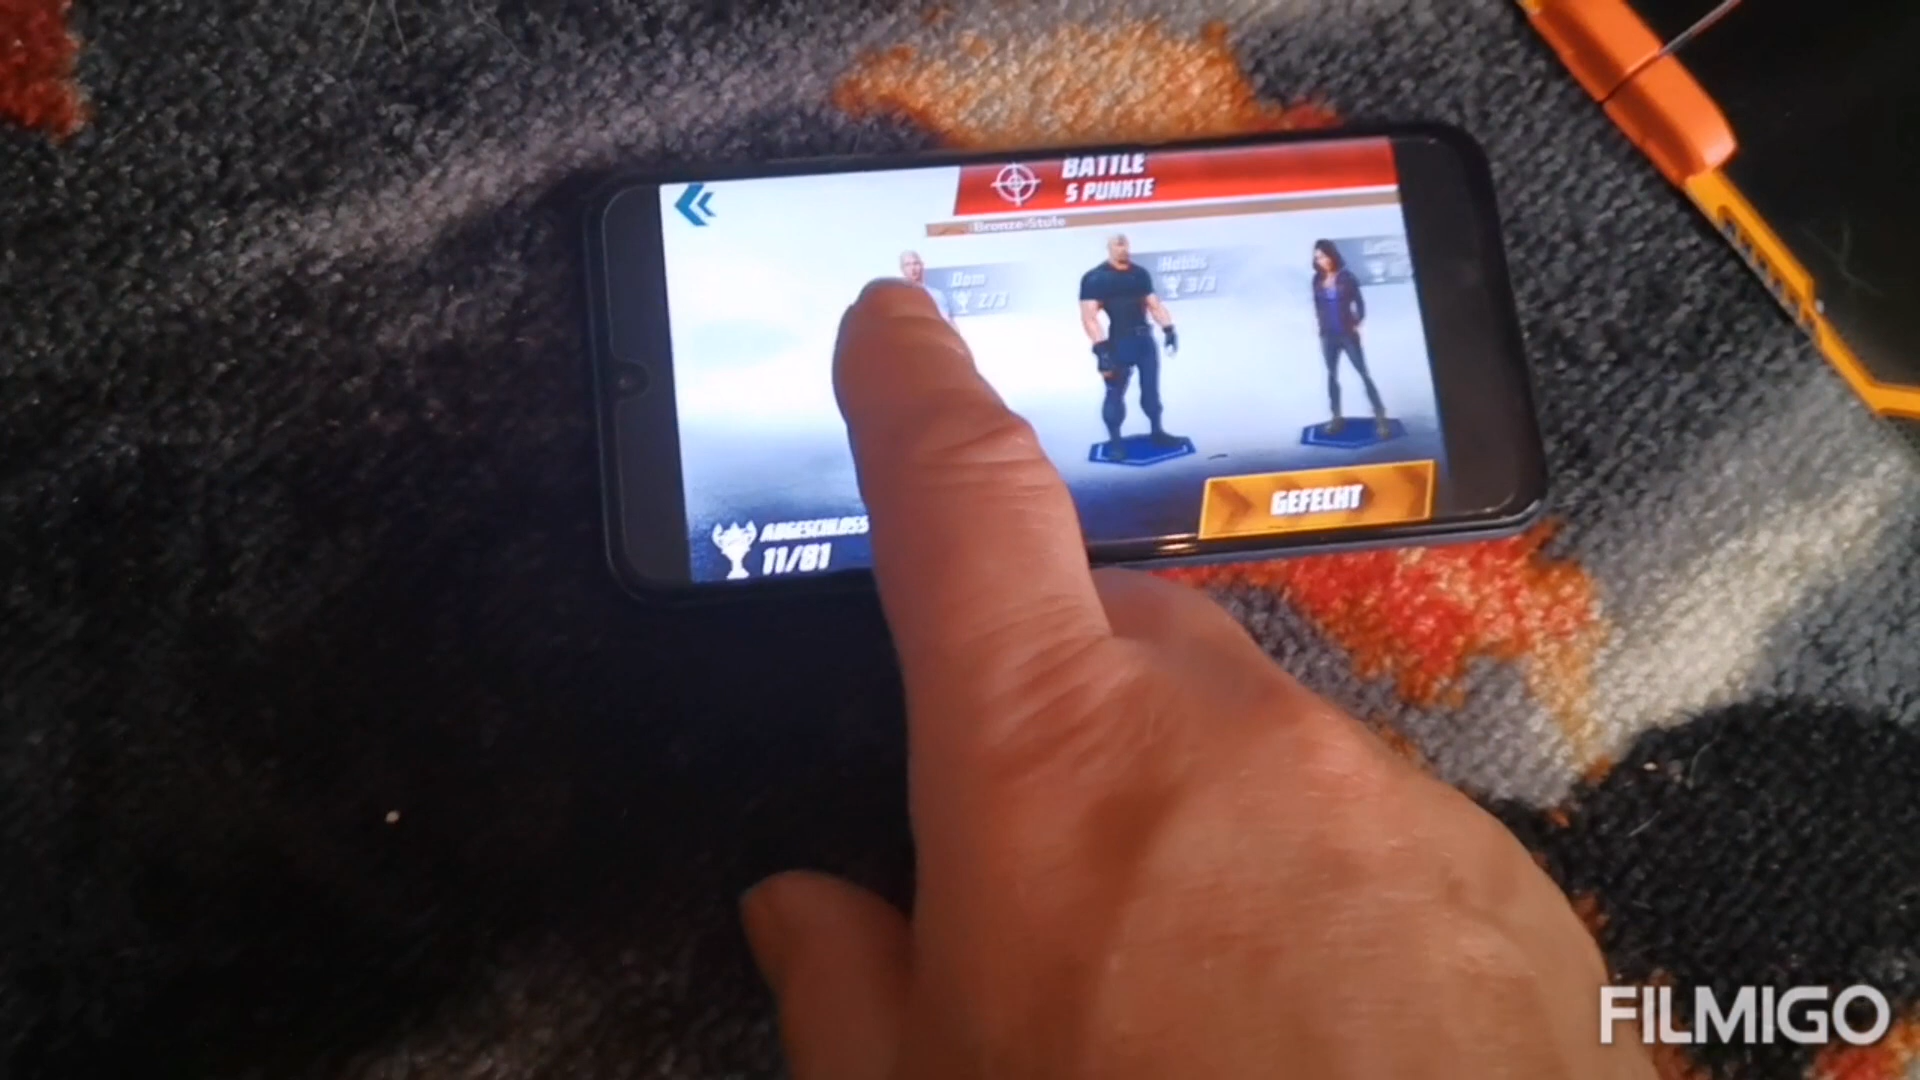 BATTLE
5 PUNKTE
Bronze-Stufe
Dom
2/3
Hobbs
3/3
ABGESCHLOSS
11/81
GEFECHT
FILMIGO